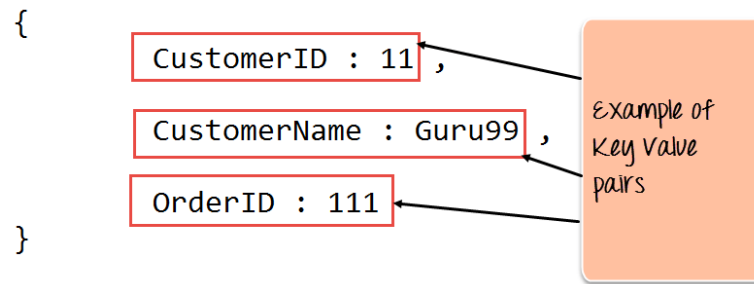 {
CustomerID : 11 ,
CustomerName : Guru99 ,
OrderID : 111
}
Example of
Key Value
pairs